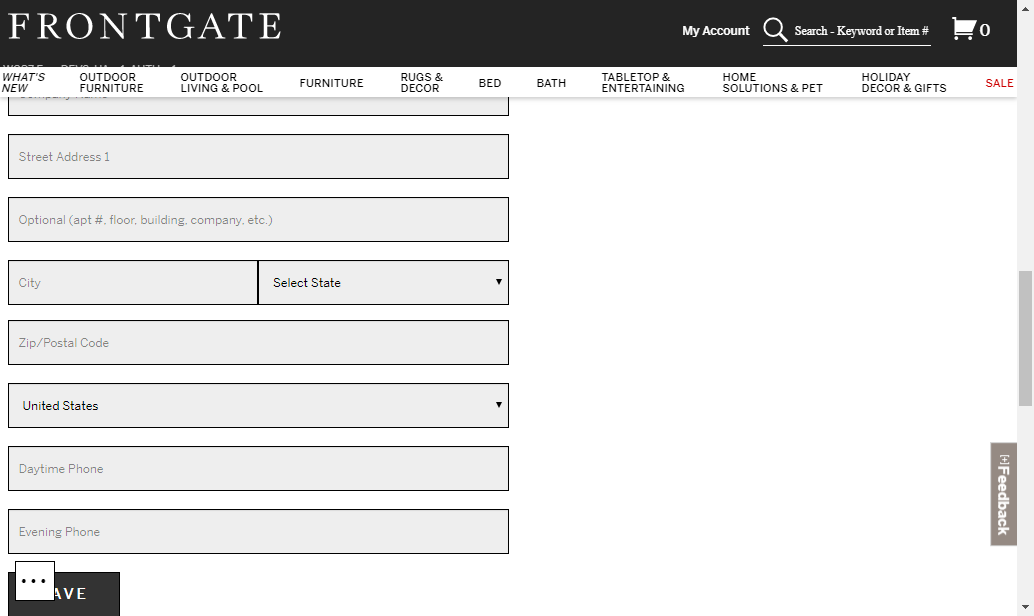 FRONTGATE
My Account
Search - Keyword or Item #
0
WHAT'S
NEW
OUTDOOR
FURNITURE
OUTDOOR
LIVING & POOL
FURNITURE
RUGS &
DECOR
BED
BATH
TABLETOP &
ENTERTAINING
HOME
SOLUTIONS & PET
HOLIDAY
DECOR & GIFTS
SALE
Street Address 1
Optional (apt #, floor, building, company, etc.)
City
Select State
Zip/Postal Code
United States
Daytime Phone
[+]Feedback
Evening Phone
...
AVE